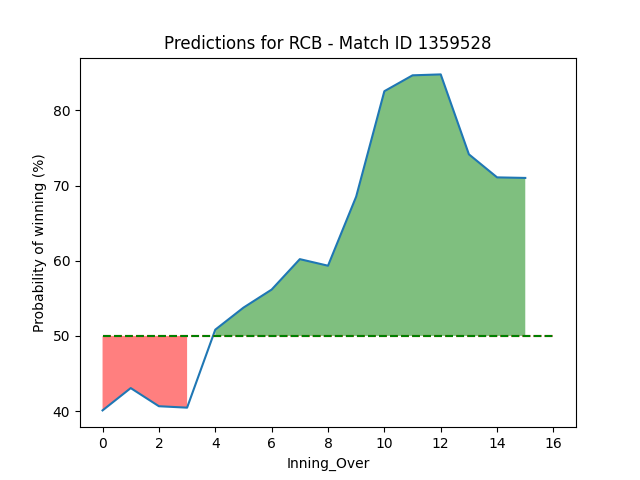 Predictions for RCB - Match ID 1359528
Probability of winning (%)
80
70
60
50
40
0 2 4 6 8 10 12 14 16
Inning_Over